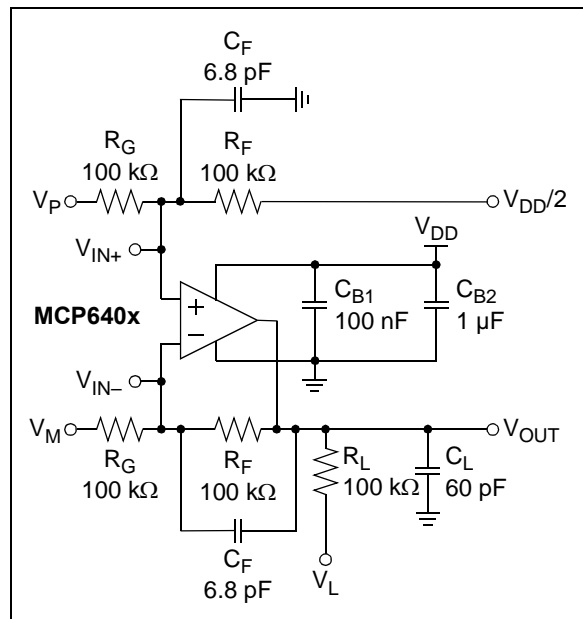 C_F
6.8 pF
R_G
100 kΩ
R_F
100 kΩ
V_P
V_DD/2
V_DD
V_IN+
MCP640x
+
−
C_B1
100 nF
C_B2
1 µF
V_IN–
V_M
V_OUT
R_G
100 kΩ
R_F
100 kΩ
R_L
100 kΩ
C_L
60 pF
C_F
6.8 pF
V_L